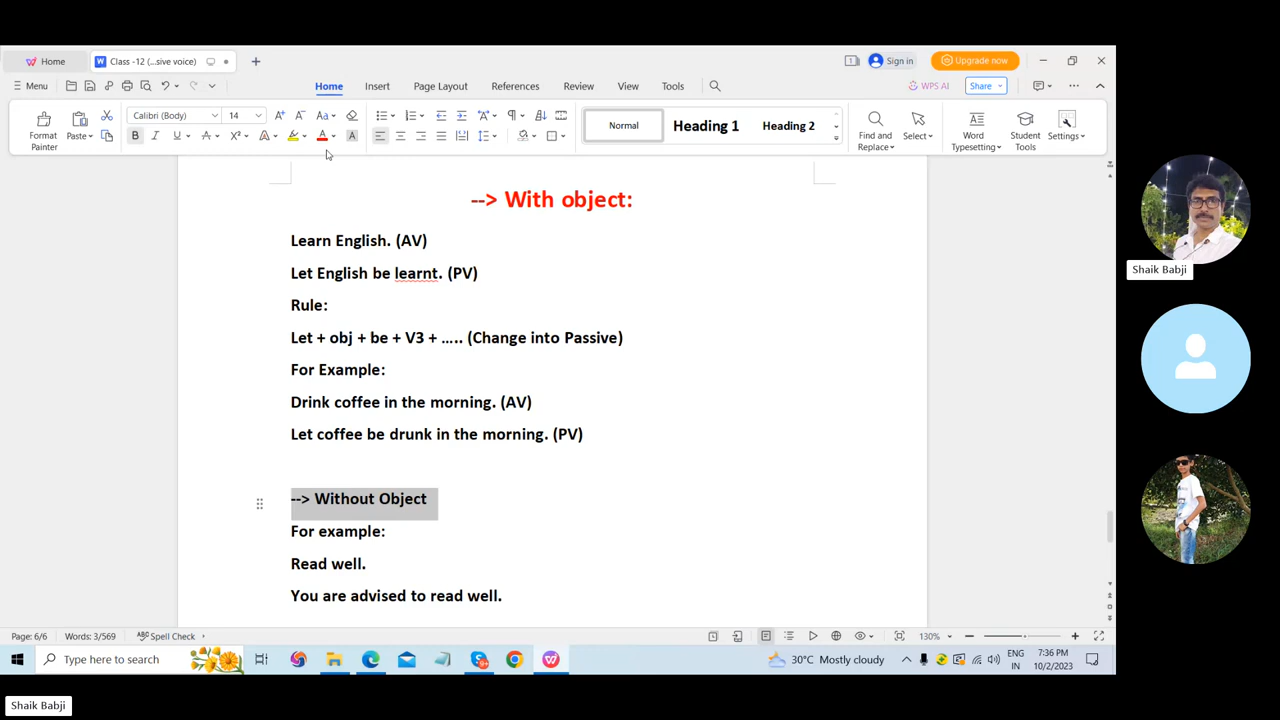 Home
Class -12 (...sive voice)
Sign in
Upgrade now
Menu
Home
Insert
Page Layout
References
Review
View
Tools
WPS AI
Share
Format
Painter
Paste
Calibri (Body)
14
Normal
Heading 1
Heading 2
Find and
Replace
Select
Word
Typesetting
Student
Tools
Settings
--> With object:
Learn English. (AV)
Let English be learnt. (PV)
Rule:
Let + obj + be + V3 + ..... (Change into Passive)
For Example:
Drink coffee in the morning. (AV)
Let coffee be drunk in the morning. (PV)
--> Without Object
For example:
Read well.
You are advised to read well.
Page: 6/6
Words: 3/569
Spell Check
130%
Type here to search
30°C Mostly cloudy
ENG
IN
7:36 PM
10/2/2023
Shaik Babji
Shaik Babji